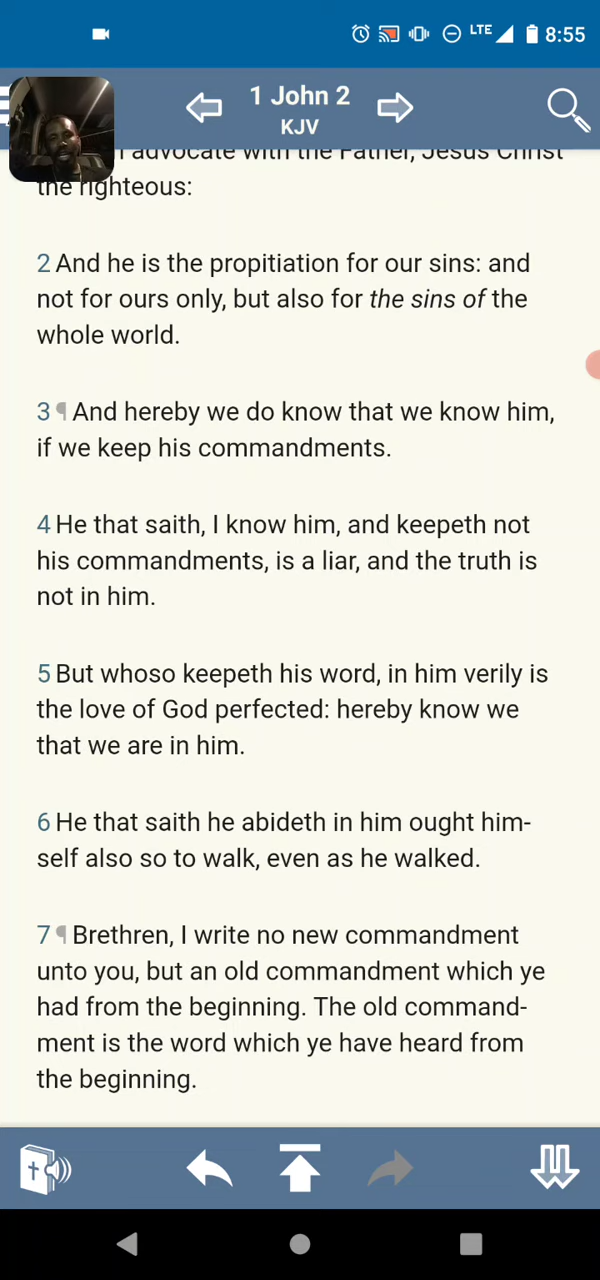 LTE 8:55
1 John 2
KJV
advocate with the Father, Jesus Christ
the righteous:
2 And he is the propitiation for our sins: and
not for ours only, but also for the sins of the
whole world.
3 ¶ And hereby we do know that we know him,
if we keep his commandments.
4 He that saith, I know him, and keepeth not
his commandments, is a liar, and the truth is
not in him.
5 But whoso keepeth his word, in him verily is
the love of God perfected: hereby know we
that we are in him.
6 He that saith he abideth in him ought him-
self also so to walk, even as he walked.
7 ¶ Brethren, I write no new commandment
unto you, but an old commandment which ye
had from the beginning. The old command-
ment is the word which ye have heard from
the beginning.